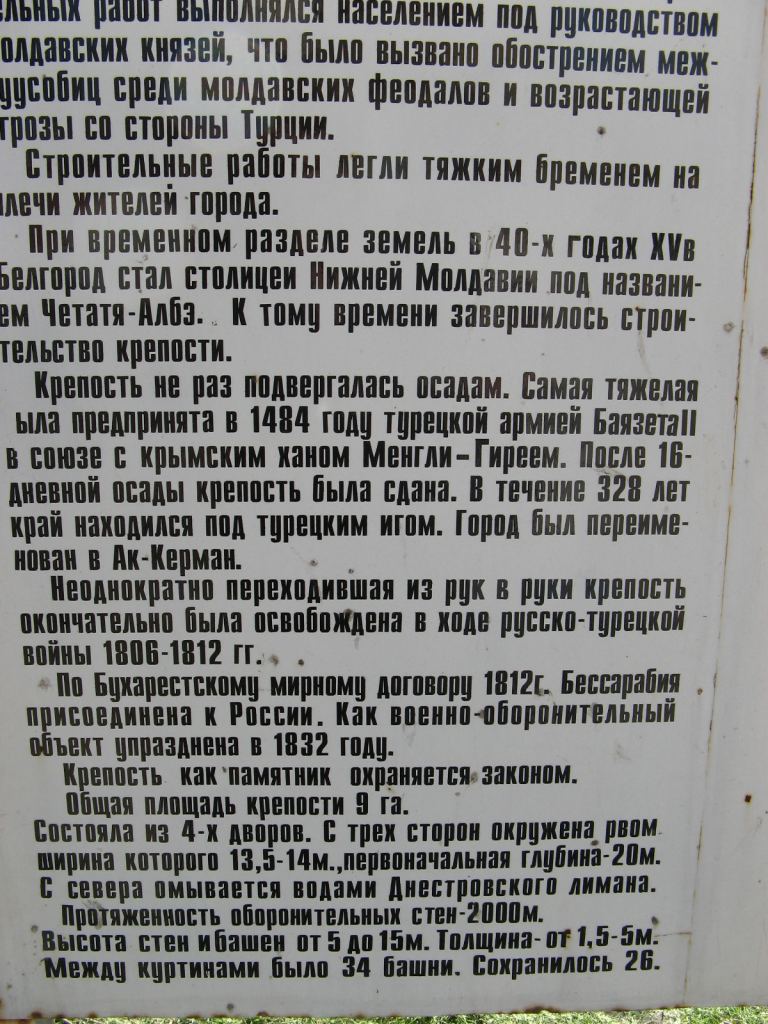 ельных работ выполнялся населением под руководством
олдавских князей, что было вызвано обострением меж-
уусобиц среди молдавских феодалов и возрастающей
грозы со стороны Турции.
Строительные работы легли тяжким бременем на
плечи жителей города.
При временном разделе земель в 40-х годах XVв
Белгород стал столицей Нижней Молдавии под названи-
ем Четатя-Албэ. К тому времени завершилось строи-
тельство крепости.
Крепость не раз подвергалась осадам. Самая тяжелая
ыла предпринята в 1484 году турецкой армией БаязетаII
в союзе с крымским ханом Менгли-Гиреем. После 16-
дневной осады крепость была сдана. В течение 328 лет
край находился под турецким игом. Город был переиме-
нован в Ак-Керман.
Неоднократно переходившая из рук в руки крепость
окончательно была освобождена в ходе русско-турецкой
войны 1806-1812 гг.
По Бухарестскому мирному договору 1812г. Бессарабия
присоединена к России. Как военно-оборонительный
объект упразднена в 1832 году.
Крепость как памятник охраняется законом.
Общая площадь крепости 9 га.
Состояла из 4-х дворов. С трех сторон окружена рвом
ширина которого 13,5-14м.,первоначальная глубина-20м.
С севера омывается водами Днестровского лимана.
Протяженность оборонительных стен-2000м.
Высота стен и башен от 5 до 15м. Толщина-от 1,5-5м.
Между куртинами было 34 башни. Сохранилось 26.